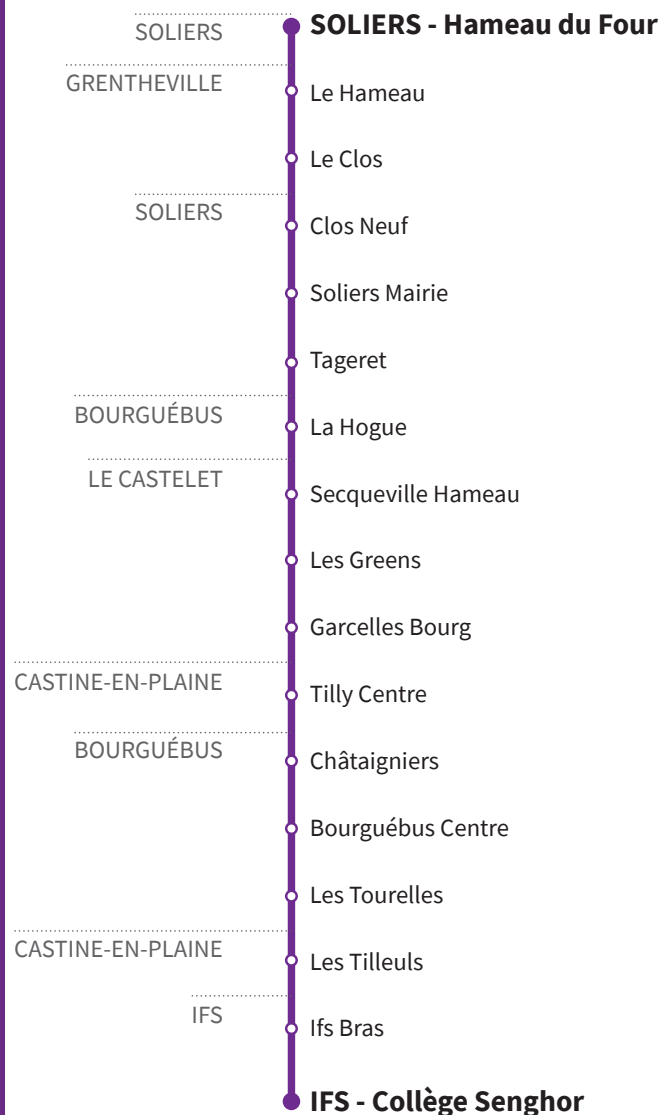 SOLIERS
SOLIERS - Hameau du Four
GRENTHEVILLE
Le Hameau
Le Clos
SOLIERS
Clos Neuf
Soliers Mairie
Tageret
BOURGUÉBUS
La Hogue
LE CASTELET
Secqueville Hameau
Les Greens
Garcelles Bourg
CASTINE-EN-PLAINE
Tilly Centre
BOURGUÉBUS
Châtaigniers
Bourguébus Centre
Les Tourelles
CASTINE-EN-PLAINE
Les Tilleuls
IFS
Ifs Bras
IFS - Collège Senghor